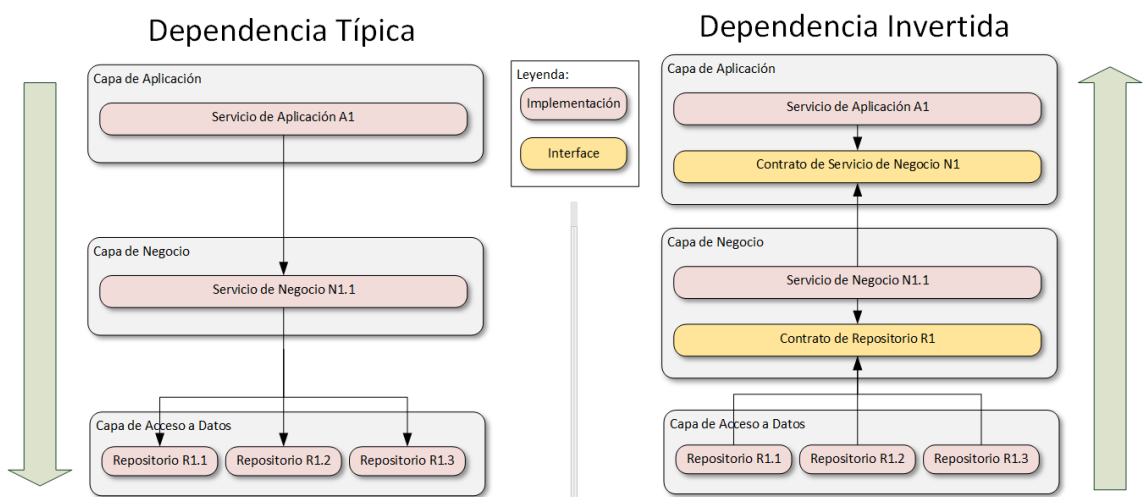 Dependencia Típica
Capa de Aplicación
Servicio de Aplicación A1
Capa de Negocio
Servicio de Negocio N1.1
Capa de Acceso a Datos
Repositorio R1.1
Repositorio R1.2
Repositorio R1.3
Leyenda:
Implementación
Interface
Dependencia Invertida
Capa de Aplicación
Servicio de Aplicación A1
Contrato de Servicio de Negocio N1
Capa de Negocio
Servicio de Negocio N1.1
Contrato de Repositorio R1
Capa de Acceso a Datos
Repositorio R1.1
Repositorio R1.2
Repositorio R1.3